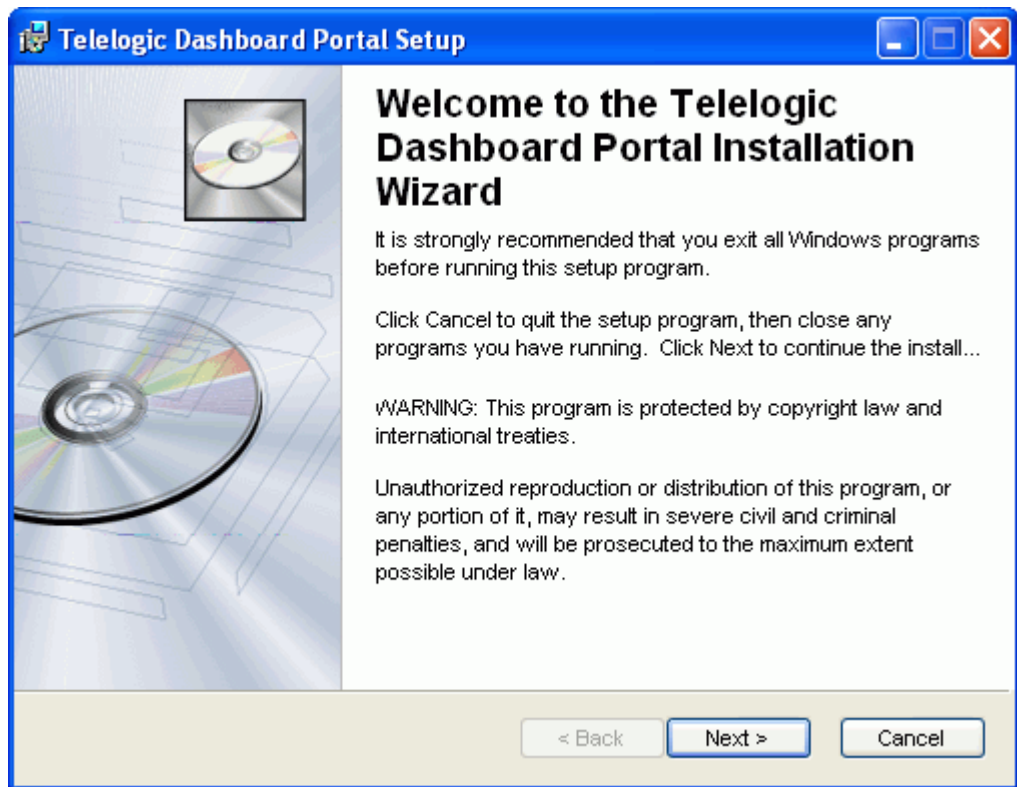 Telelogic Dashboard Portal Setup
Welcome to the Telelogic
Dashboard Portal Installation
Wizard
It is strongly recommended that you exit all Windows programs
before running this setup program.
Click Cancel to quit the setup program, then close any
programs you have running.  Click Next to continue the install...
WARNING: This program is protected by copyright law and
international treaties.
Unauthorized reproduction or distribution of this program, or
any portion of it, may result in severe civil and criminal
penalties, and will be prosecuted to the maximum extent
possible under law.
< Back Next > Cancel